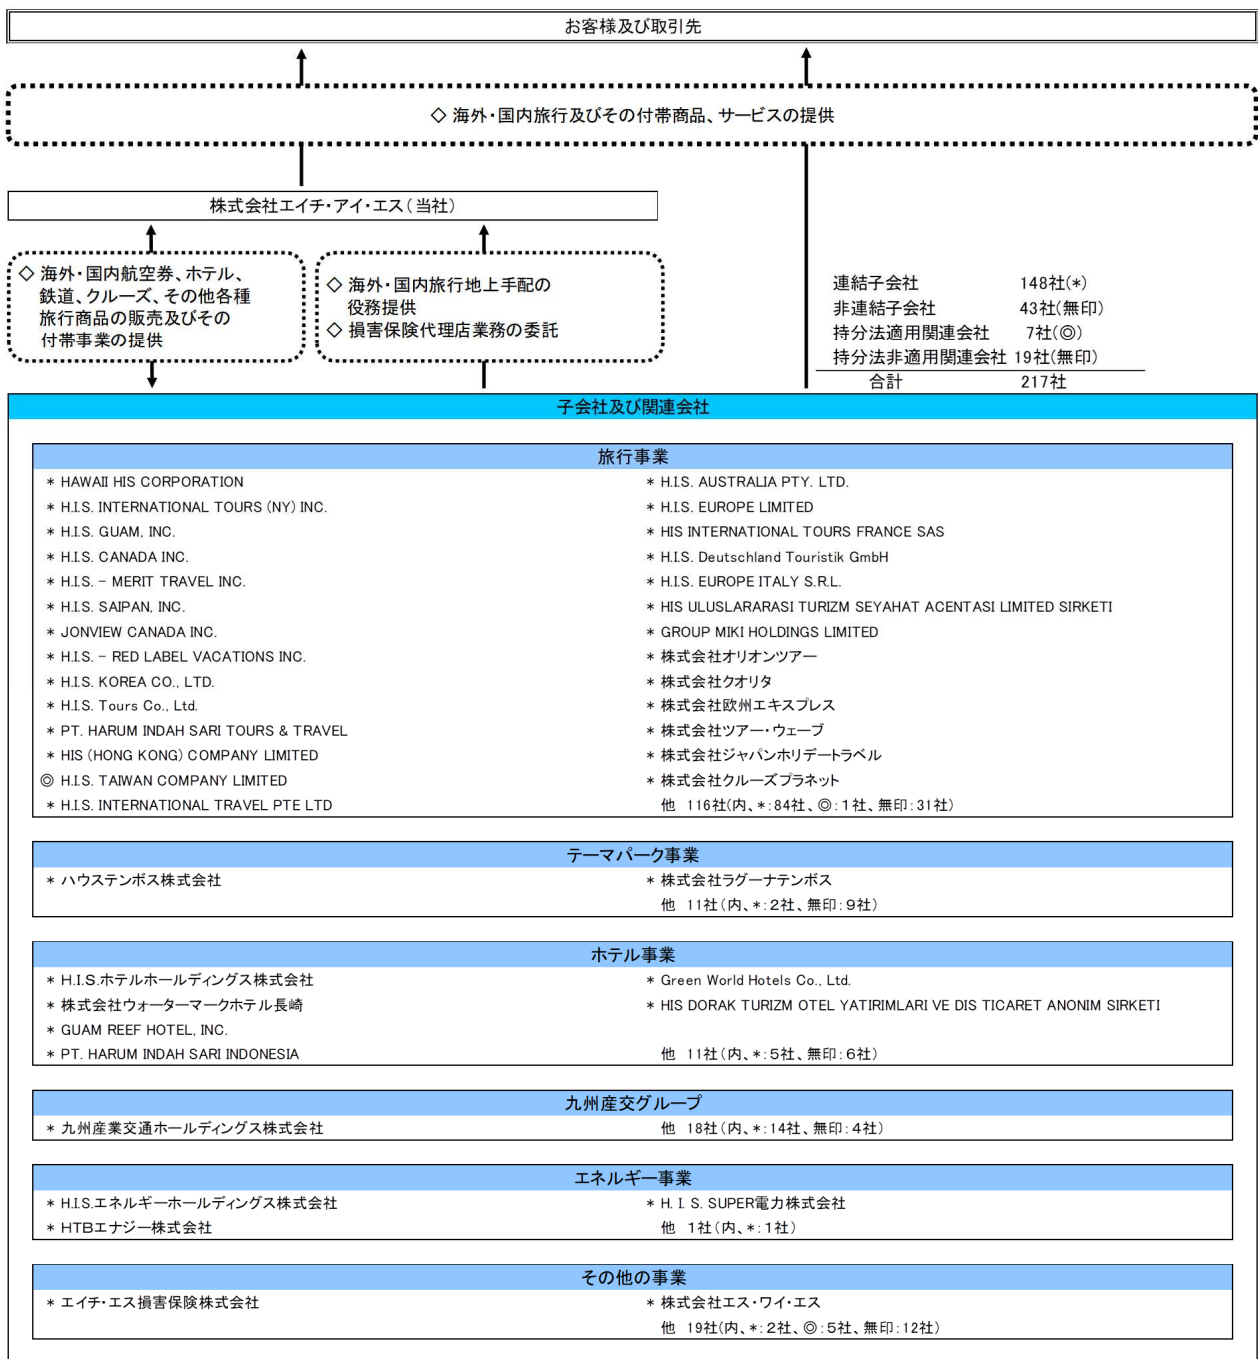 お客様及び取引先
◇ 海外・国内旅行及びその付帯商品、サービスの提供
株式会社エイチ・アイ・エス(当社)
◇ 海外・国内航空券、ホテル、
鉄道、クルーズ、その他各種
旅行商品の販売及びその
付帯事業の提供
◇ 海外・国内旅行地上手配の
役務提供
◇ 損害保険代理店業務の委託
連結子会社 148社(*)
非連結子会社 43社(無印)
持分法適用関連会社 7社(◎)
持分法非適用関連会社 19社(無印)
合計 217社
子会社及び関連会社
旅行事業
* HAWAII HIS CORPORATION
* H.I.S. INTERNATIONAL TOURS (NY) INC.
* H.I.S. GUAM, INC.
* H.I.S. CANADA INC.
* H.I.S. - MERIT TRAVEL INC.
* H.I.S. SAIPAN, INC.
* JONVIEW CANADA INC.
* H.I.S. - RED LABEL VACATIONS INC.
* H.I.S. KOREA CO., LTD.
* H.I.S. Tours Co., Ltd.
* PT. HARUM INDAH SARI TOURS & TRAVEL
* HIS (HONG KONG) COMPANY LIMITED
◎ H.I.S. TAIWAN COMPANY LIMITED
* H.I.S. INTERNATIONAL TRAVEL PTE LTD
* H.I.S. AUSTRALIA PTY. LTD.
* H.I.S. EUROPE LIMITED
* HIS INTERNATIONAL TOURS FRANCE SAS
* H.I.S. Deutschland Touristik GmbH
* H.I.S. EUROPE ITALY S.R.L.
* HIS ULUSLARARASI TURIZM SEYAHAT ACENTASI LIMITED SIRKETI
* GROUP MIKI HOLDINGS LIMITED
* 株式会社オリオンツアー
* 株式会社クオリタ
* 株式会社欧州エキスプレス
* 株式会社ツアー・ウェーブ
* 株式会社ジャパンホリデートラベル
* 株式会社クルーズプラネット
他 116社(内、*:84社、◎:1社、無印:31社)
テーマパーク事業
* ハウステンボス株式会社
* 株式会社ラグーナテンボス
他 11社(内、*:2社、無印:9社)
ホテル事業
* H.I.S.ホテルホールディングス株式会社
* 株式会社ウォーターマークホテル長崎
* GUAM REEF HOTEL, INC.
* PT. HARUM INDAH SARI INDONESIA
* Green World Hotels Co., Ltd.
* HIS DORAK TURIZM OTEL YATIRIMLARI VE DIS TICARET ANONIM SIRKETI
他 11社(内、*:5社、無印:6社)
九州産交グループ
* 九州産業交通ホールディングス株式会社
他 18社(内、*:14社、無印:4社)
エネルギー事業
* H.I.S.エネルギーホールディングス株式会社
* HTBエナジー株式会社
* H. I. S. SUPER電力株式会社
他 1社(内、*:1社)
その他の事業
* エイチ・エス損害保険株式会社
* 株式会社エス・ワイ・エス
他 19社(内、*:2社、◎:5社、無印:12社)